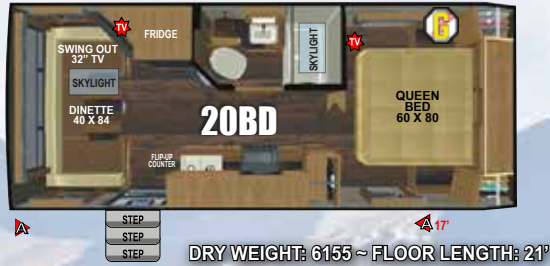 TV
FRIDGE
SWING OUT
32" TV
SKYLIGHT
DINETTE
40 X 84
SKYLIGHT
TV
G
QUEEN
BED
60 X 80
20BD
FLIP-UP
COUNTER
A
STEP
STEP
STEP
A 17'
DRY WEIGHT: 6155 ~ FLOOR LENGTH: 21'